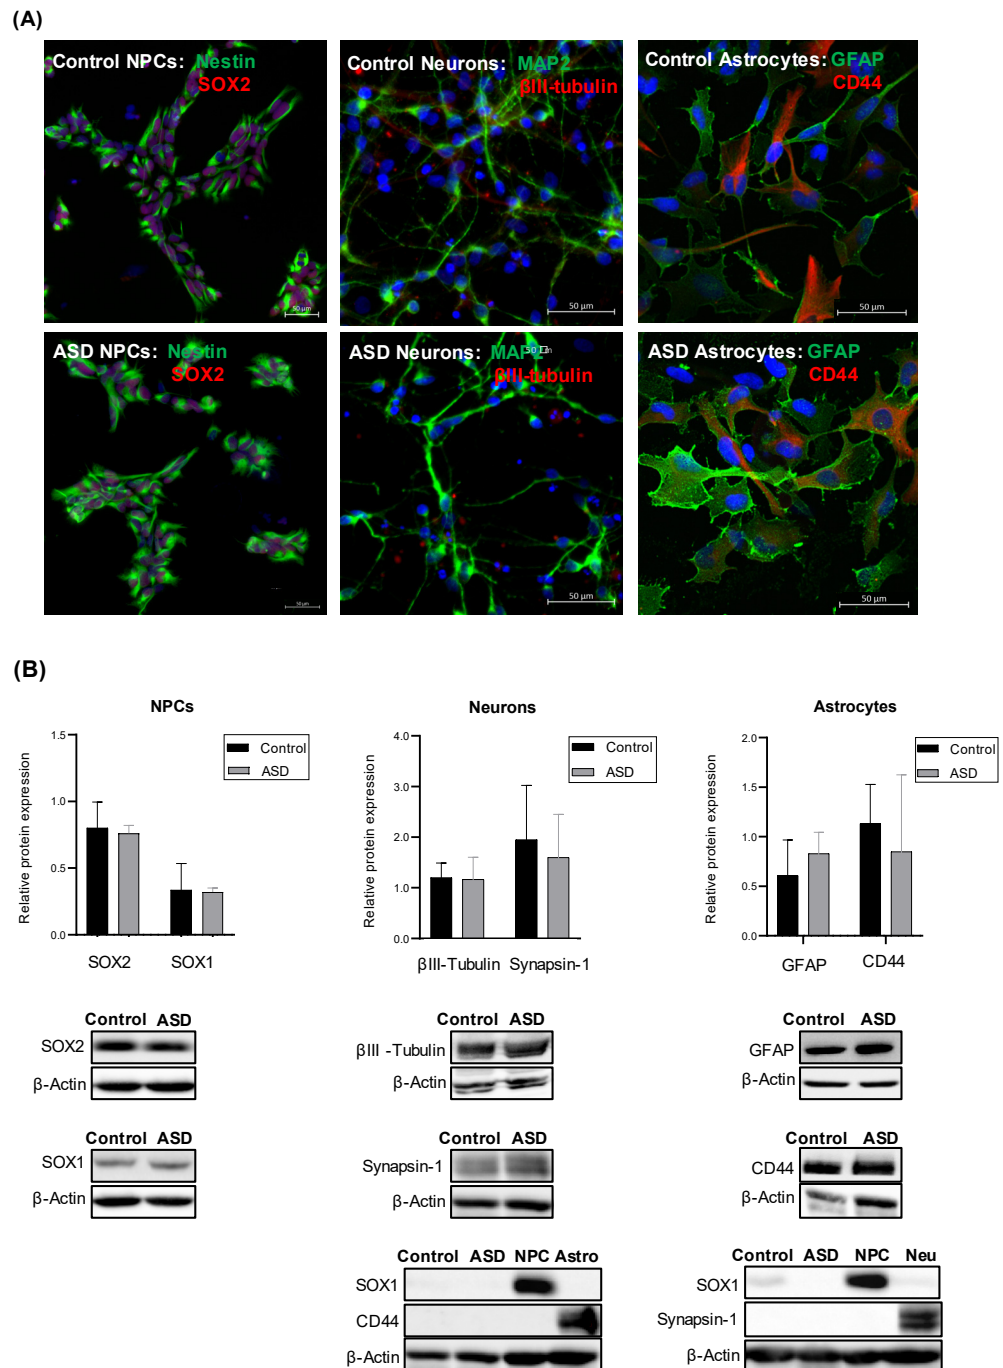 (A)
Control NPCs: Nestin
SOX2
50 µm
Control Neurons: MAP2
βIII-tubulin
50 µm
Control Astrocytes: GFAP
CD44
50 µm
ASD NPCs: Nestin
SOX2
50 µm
ASD Neurons:
βIII-tubulin
50 µm
ASD Astrocytes: GFAP
CD44
50 µm
(B)
NPCs
Relative protein expression
1.5
1.0
0.5
0.0
Control
ASD
SOX2 SOX1
Neurons
Relative protein expression
4.0
3.0
2.0
1.0
0.0
Control
ASD
βIII-Tubulin Synapsin-1
Astrocytes
Relative protein expression
2.0
1.5
1.0
0.5
0.0
Control
ASD
GFAP CD44
Control ASD
SOX2
β-Actin
Control ASD
βIII -Tubulin
β-Actin
Control ASD
GFAP
β-Actin
Control ASD
SOX1
β-Actin
Control ASD
Synapsin-1
β-Actin
Control ASD
CD44
β-Actin
Control ASD NPC Astro
SOX1
CD44
β-Actin
Control ASD NPC Neu
SOX1
Synapsin-1
β-Actin